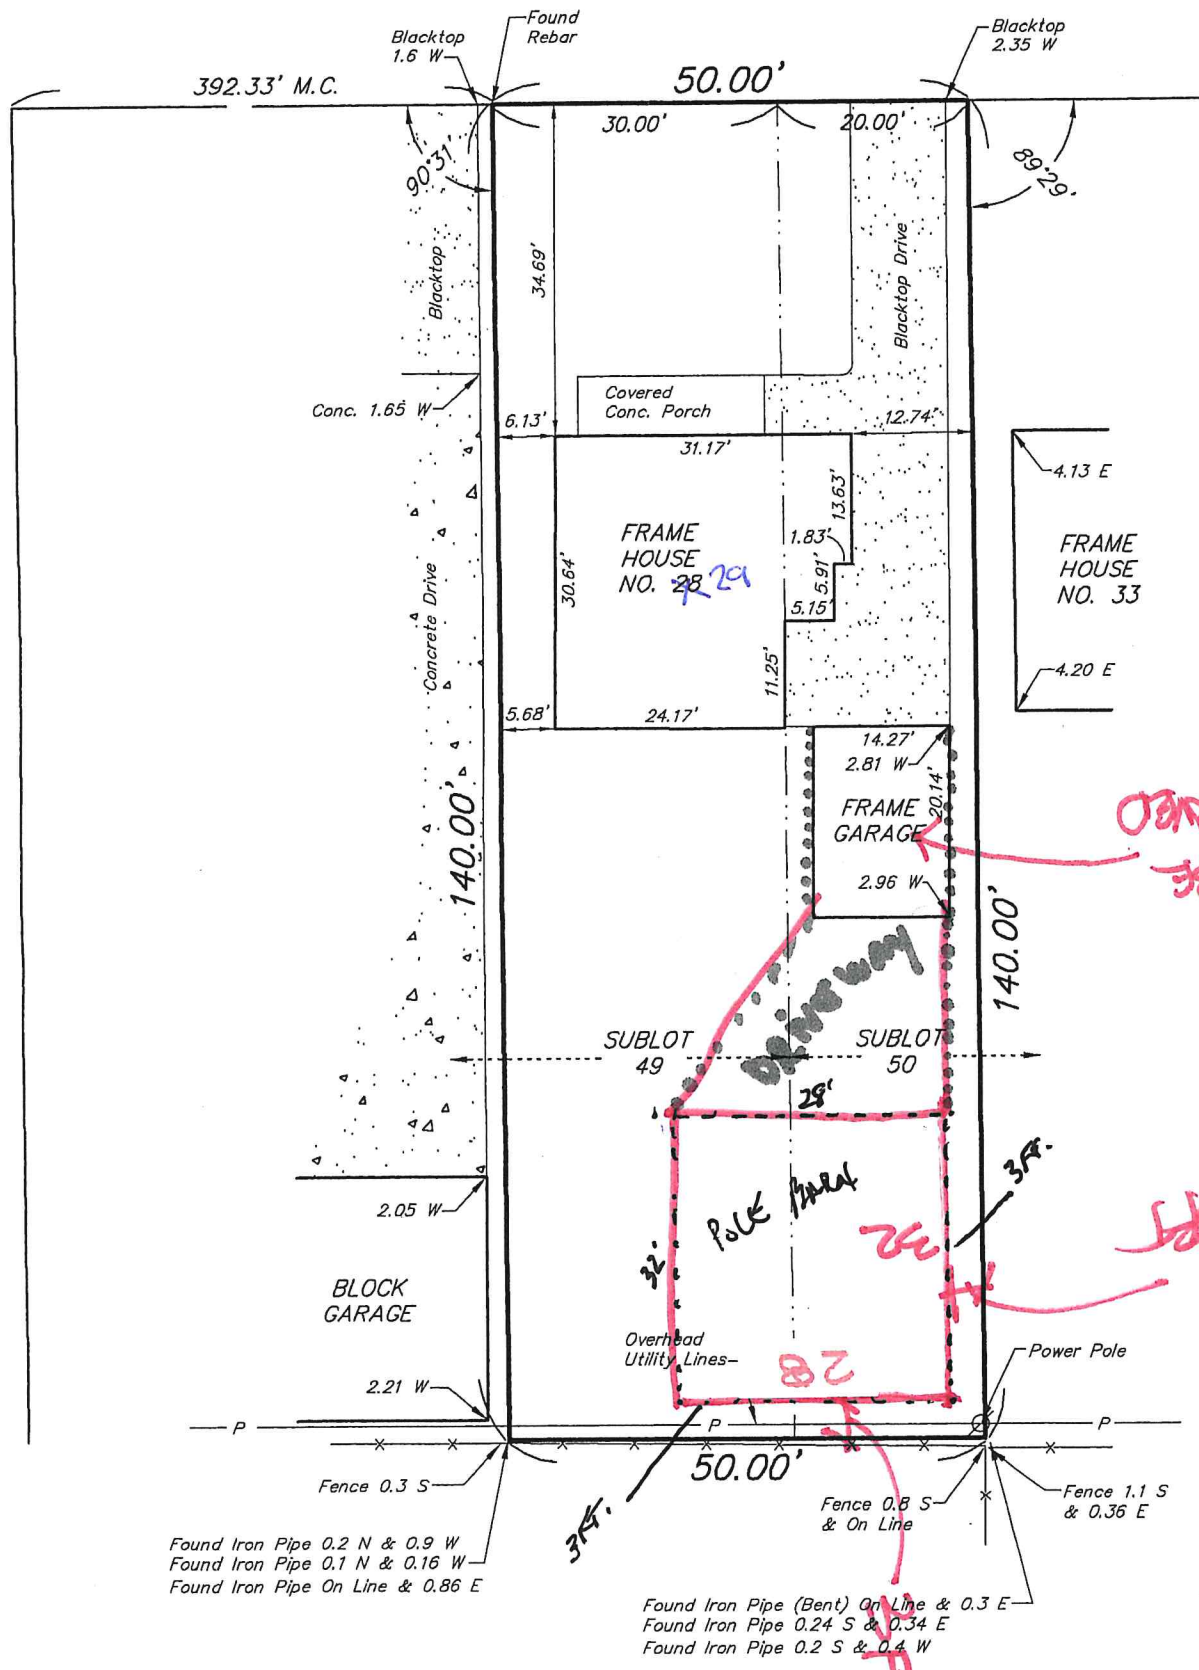 Found
Rebar
Blacktop
1.6 W
Blacktop
2.35 W
392.33' M.C.
50.00'
30.00'
20.00'
90°31'
89°29'
34.69'
Blacktop
Blacktop Drive
Conc. 1.65 W
Covered
Conc. Porch
6.13'
12.74'
31.17'
4.13 E
13.63'
FRAME
HOUSE
NO. 28
29
1.83'
5.91'
5.15'
30.64'
FRAME
HOUSE
NO. 33
Concrete Drive
11.25'
4.20 E
5.68'
24.17'
14.27'
2.81 W
20.14'
FRAME
GARAGE
2.96 W
140.00'
140.00'
DRiveway
SUBLOT
49
SUBLOT
50
28'
Pole BARN
3 Ft.
32'
32
2.05 W
BLOCK
GARAGE
Overhead
Utility Lines
28
Power Pole
2.21 W
P
P
P
50.00'
Fence 0.3 S
3 Ft.
Fence 0.8 S
& On Line
Fence 1.1 S
& 0.36 E
Found Iron Pipe 0.2 N & 0.9 W
Found Iron Pipe 0.1 N & 0.16 W
Found Iron Pipe On Line & 0.86 E
Found Iron Pipe (Bent) On Line & 0.3 E
Found Iron Pipe 0.24 S & 0.34 E
Found Iron Pipe 0.2 S & 0.4 W